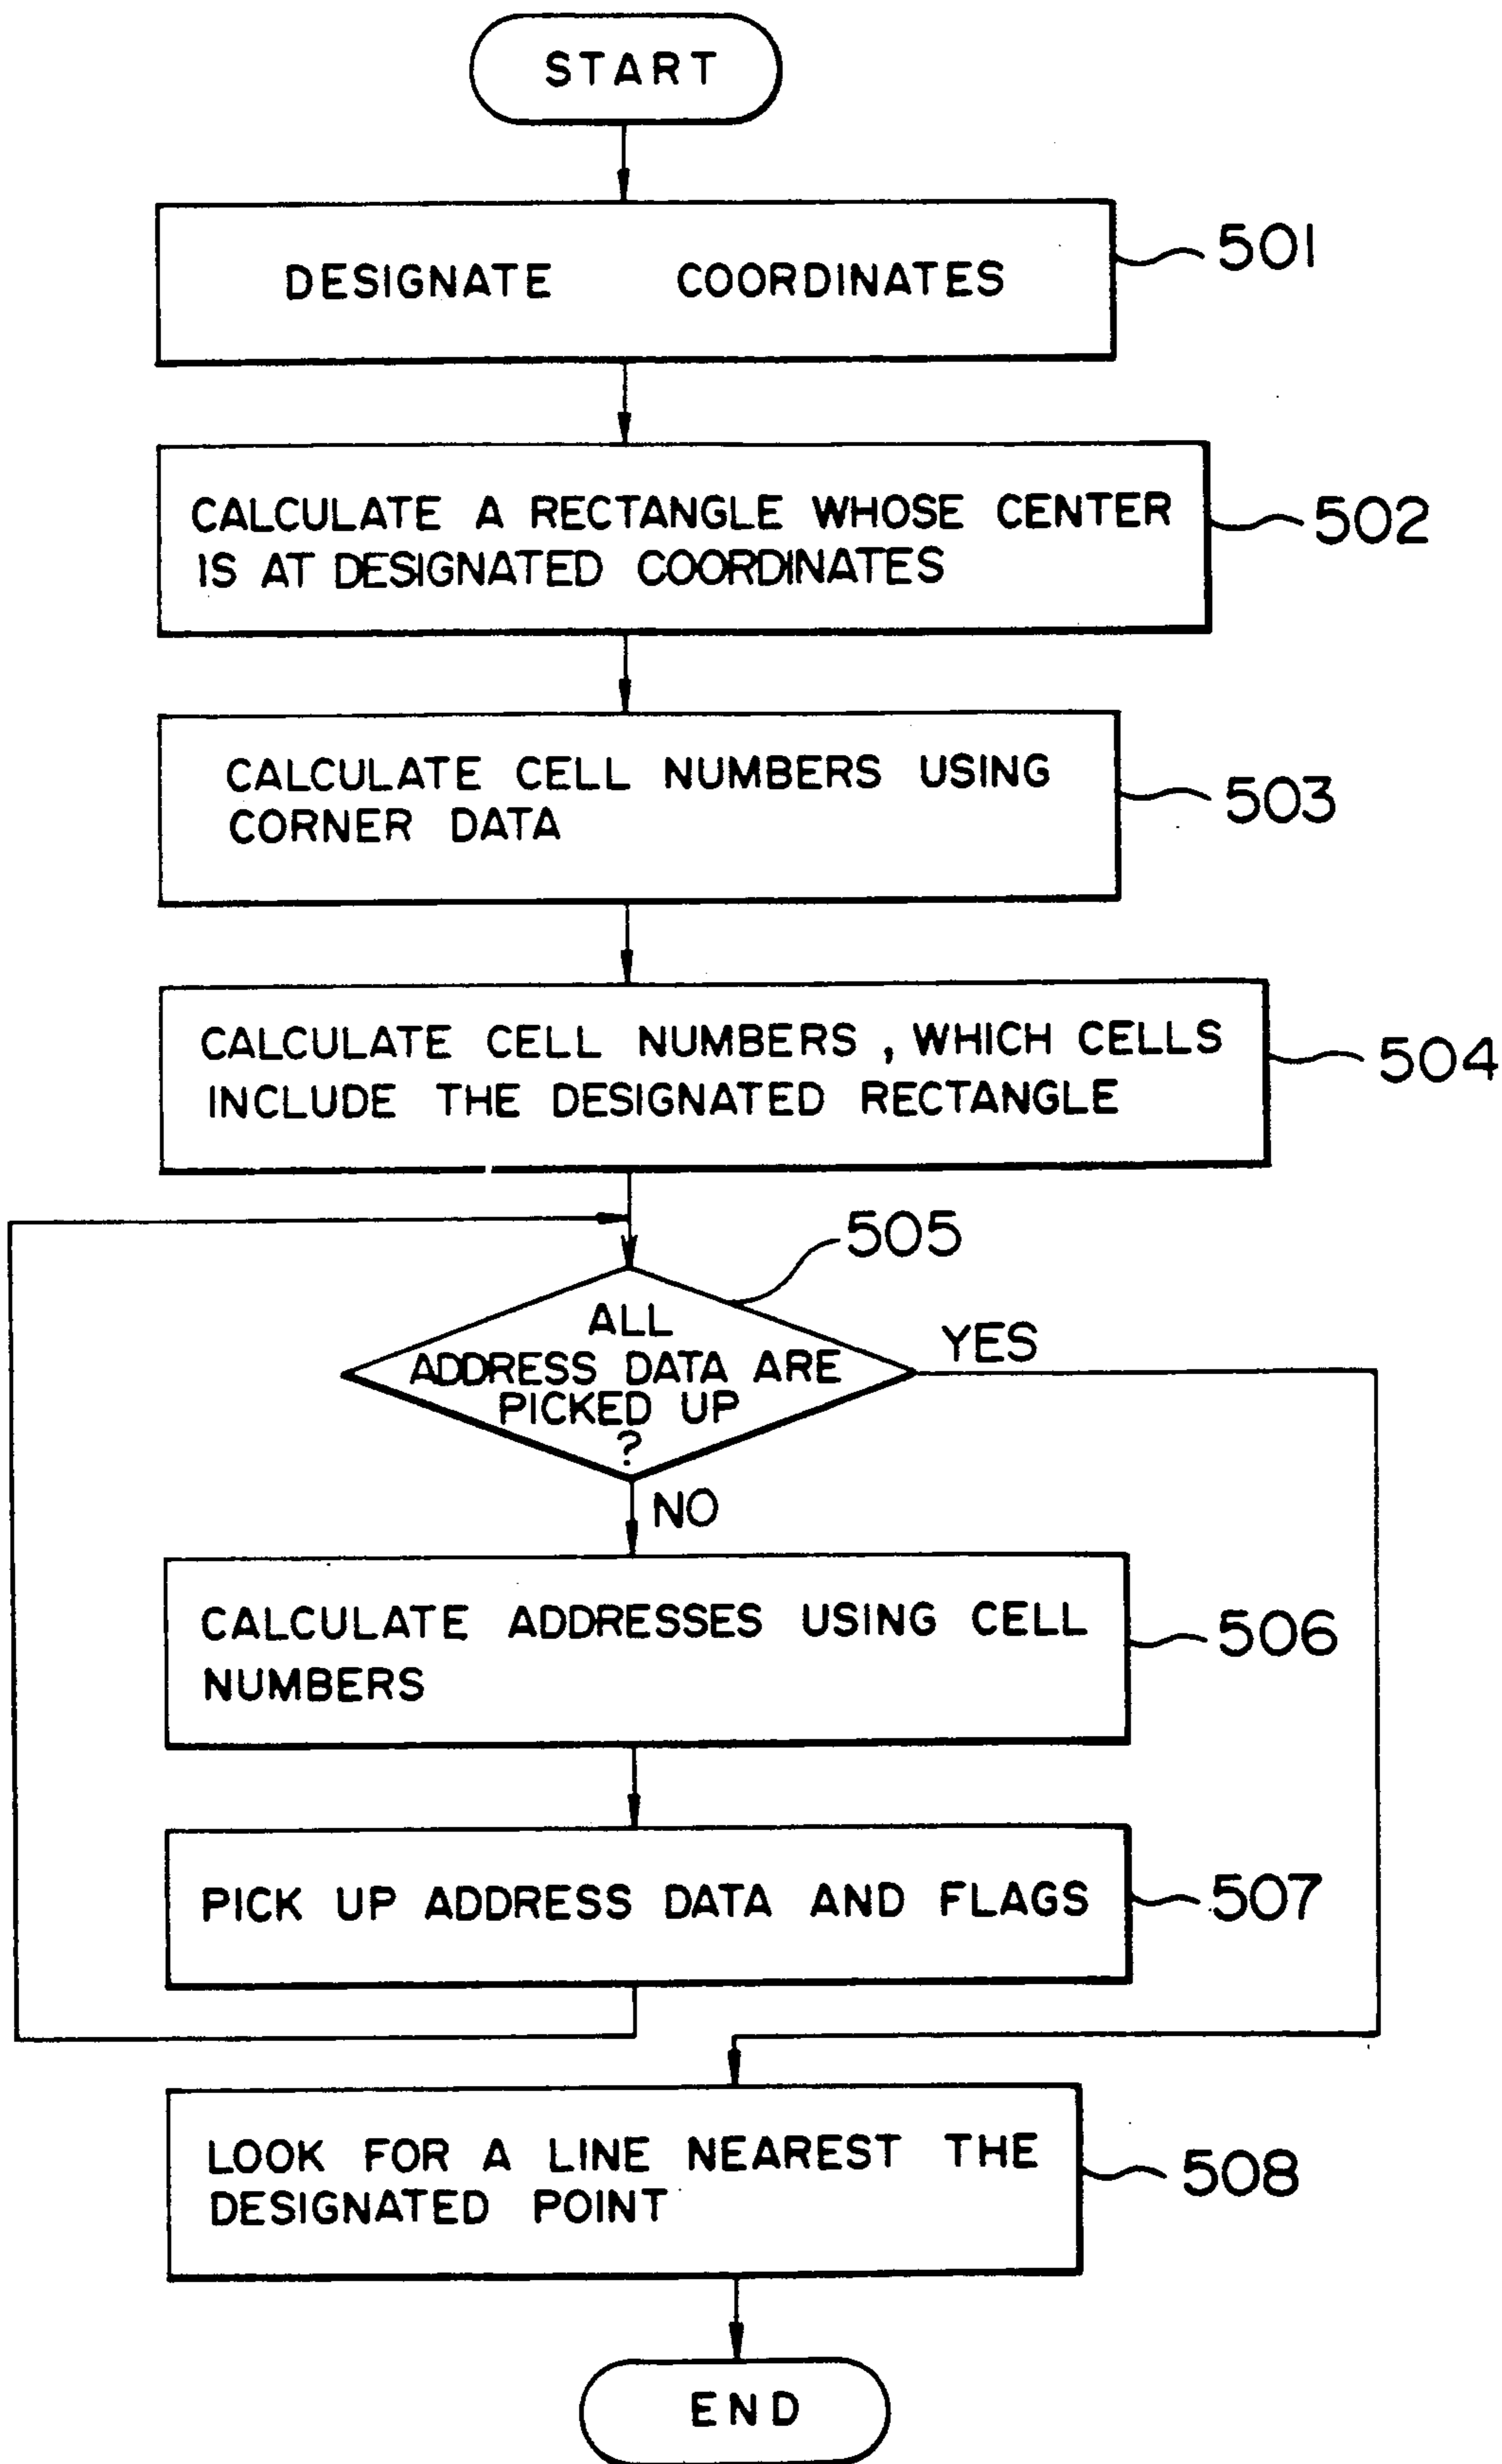 START
DESIGNATE COORDINATES
501
CALCULATE A RECTANGLE WHOSE CENTER
IS AT DESIGNATED COORDINATES
502
CALCULATE CELL NUMBERS USING
CORNER DATA
503
CALCULATE CELL NUMBERS, WHICH CELLS
INCLUDE THE DESIGNATED RECTANGLE
504
505
ALL
ADDRESS DATA ARE
PICKED UP
?
YES
NO
CALCULATE ADDRESSES USING CELL
NUMBERS
506
PICK UP ADDRESS DATA AND FLAGS
507
LOOK FOR A LINE NEAREST THE
DESIGNATED POINT
508
END